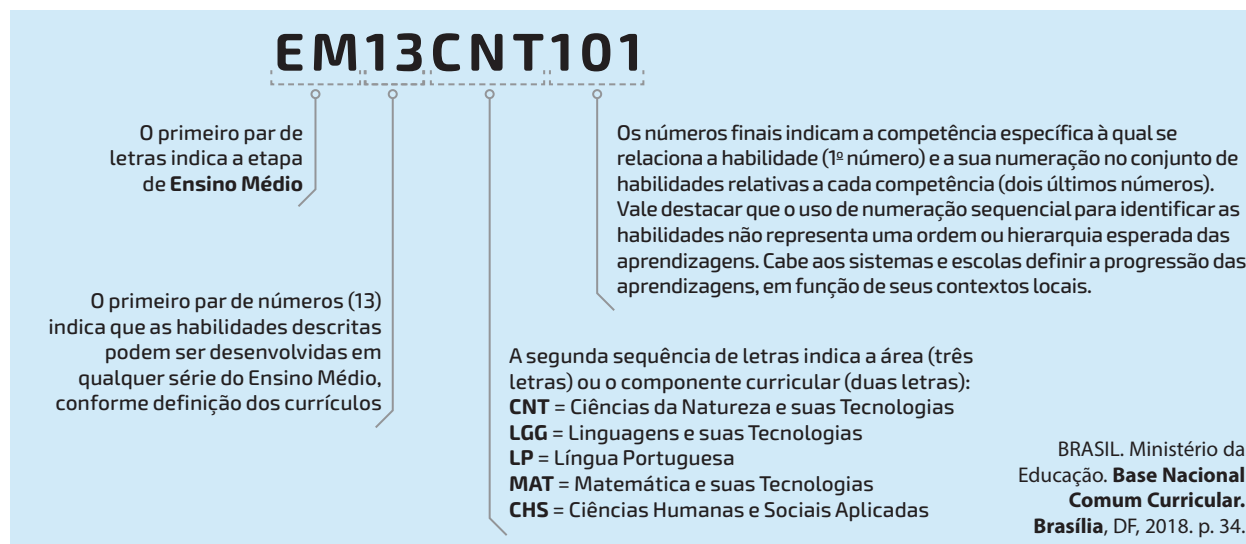 EM13CNT101
O primeiro par de
letras indica a etapa
de Ensino Médio
O primeiro par de números (13)
indica que as habilidades descritas
podem ser desenvolvidas em
qualquer série do Ensino Médio,
conforme definição dos currículos
Os números finais indicam a competência específica à qual se
relaciona a habilidade (1º número) e a sua numeração no conjunto de
habilidades relativas a cada competência (dois últimos números).
Vale destacar que o uso de numeração sequencial para identificar as
habilidades não representa uma ordem ou hierarquia esperada das
aprendizagens. Cabe aos sistemas e escolas definir a progressão das
aprendizagens, em função de seus contextos locais.
A segunda sequência de letras indica a área (três
letras) ou o componente curricular (duas letras):
CNT = Ciências da Natureza e suas Tecnologias
LGG = Linguagens e suas Tecnologias
LP = Língua Portuguesa
MAT = Matemática e suas Tecnologias
CHS = Ciências Humanas e Sociais Aplicadas
BRASIL. Ministério da
Educação. Base Nacional
Comum Curricular.
Brasília, DF, 2018. p. 34.